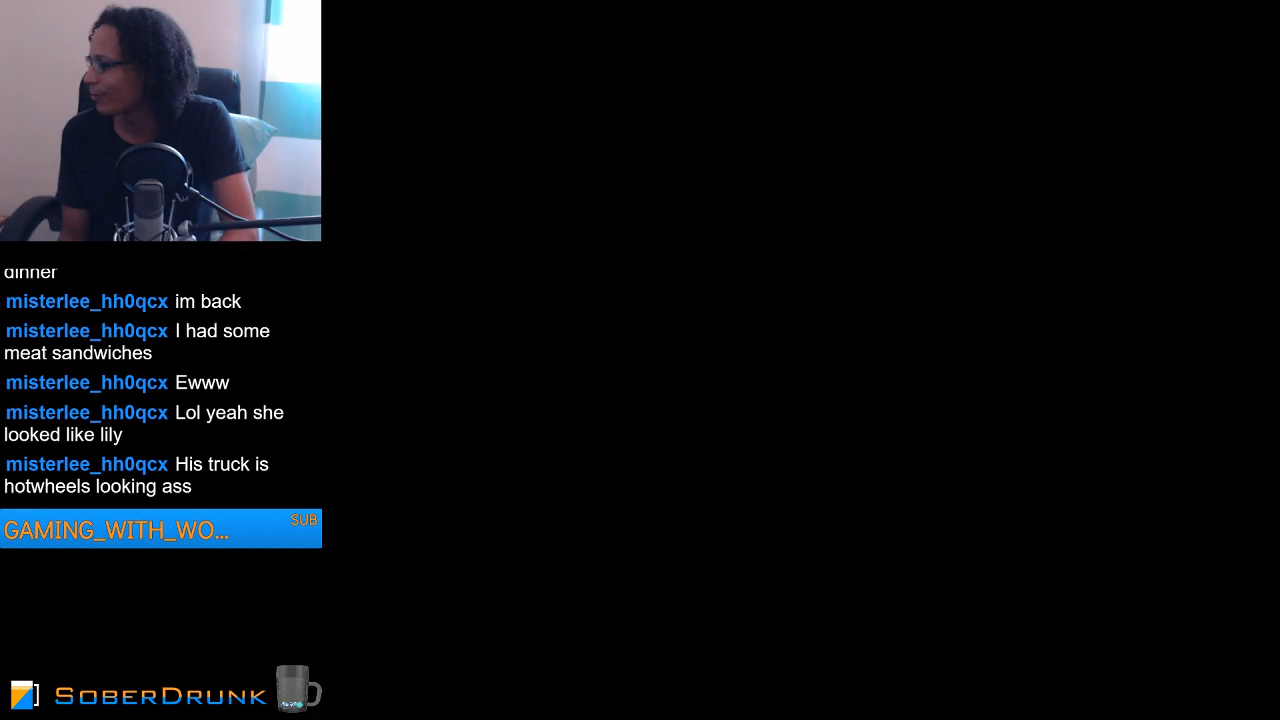 dinner
misterlee_hh0qcx im back
misterlee_hh0qcx I had some
meat sandwiches
misterlee_hh0qcx Ewww
misterlee_hh0qcx Lol yeah she
looked like lily
misterlee_hh0qcx His truck is
hotwheels looking ass
GAMING_WITH_WO... SUB
SOBERDRUNK